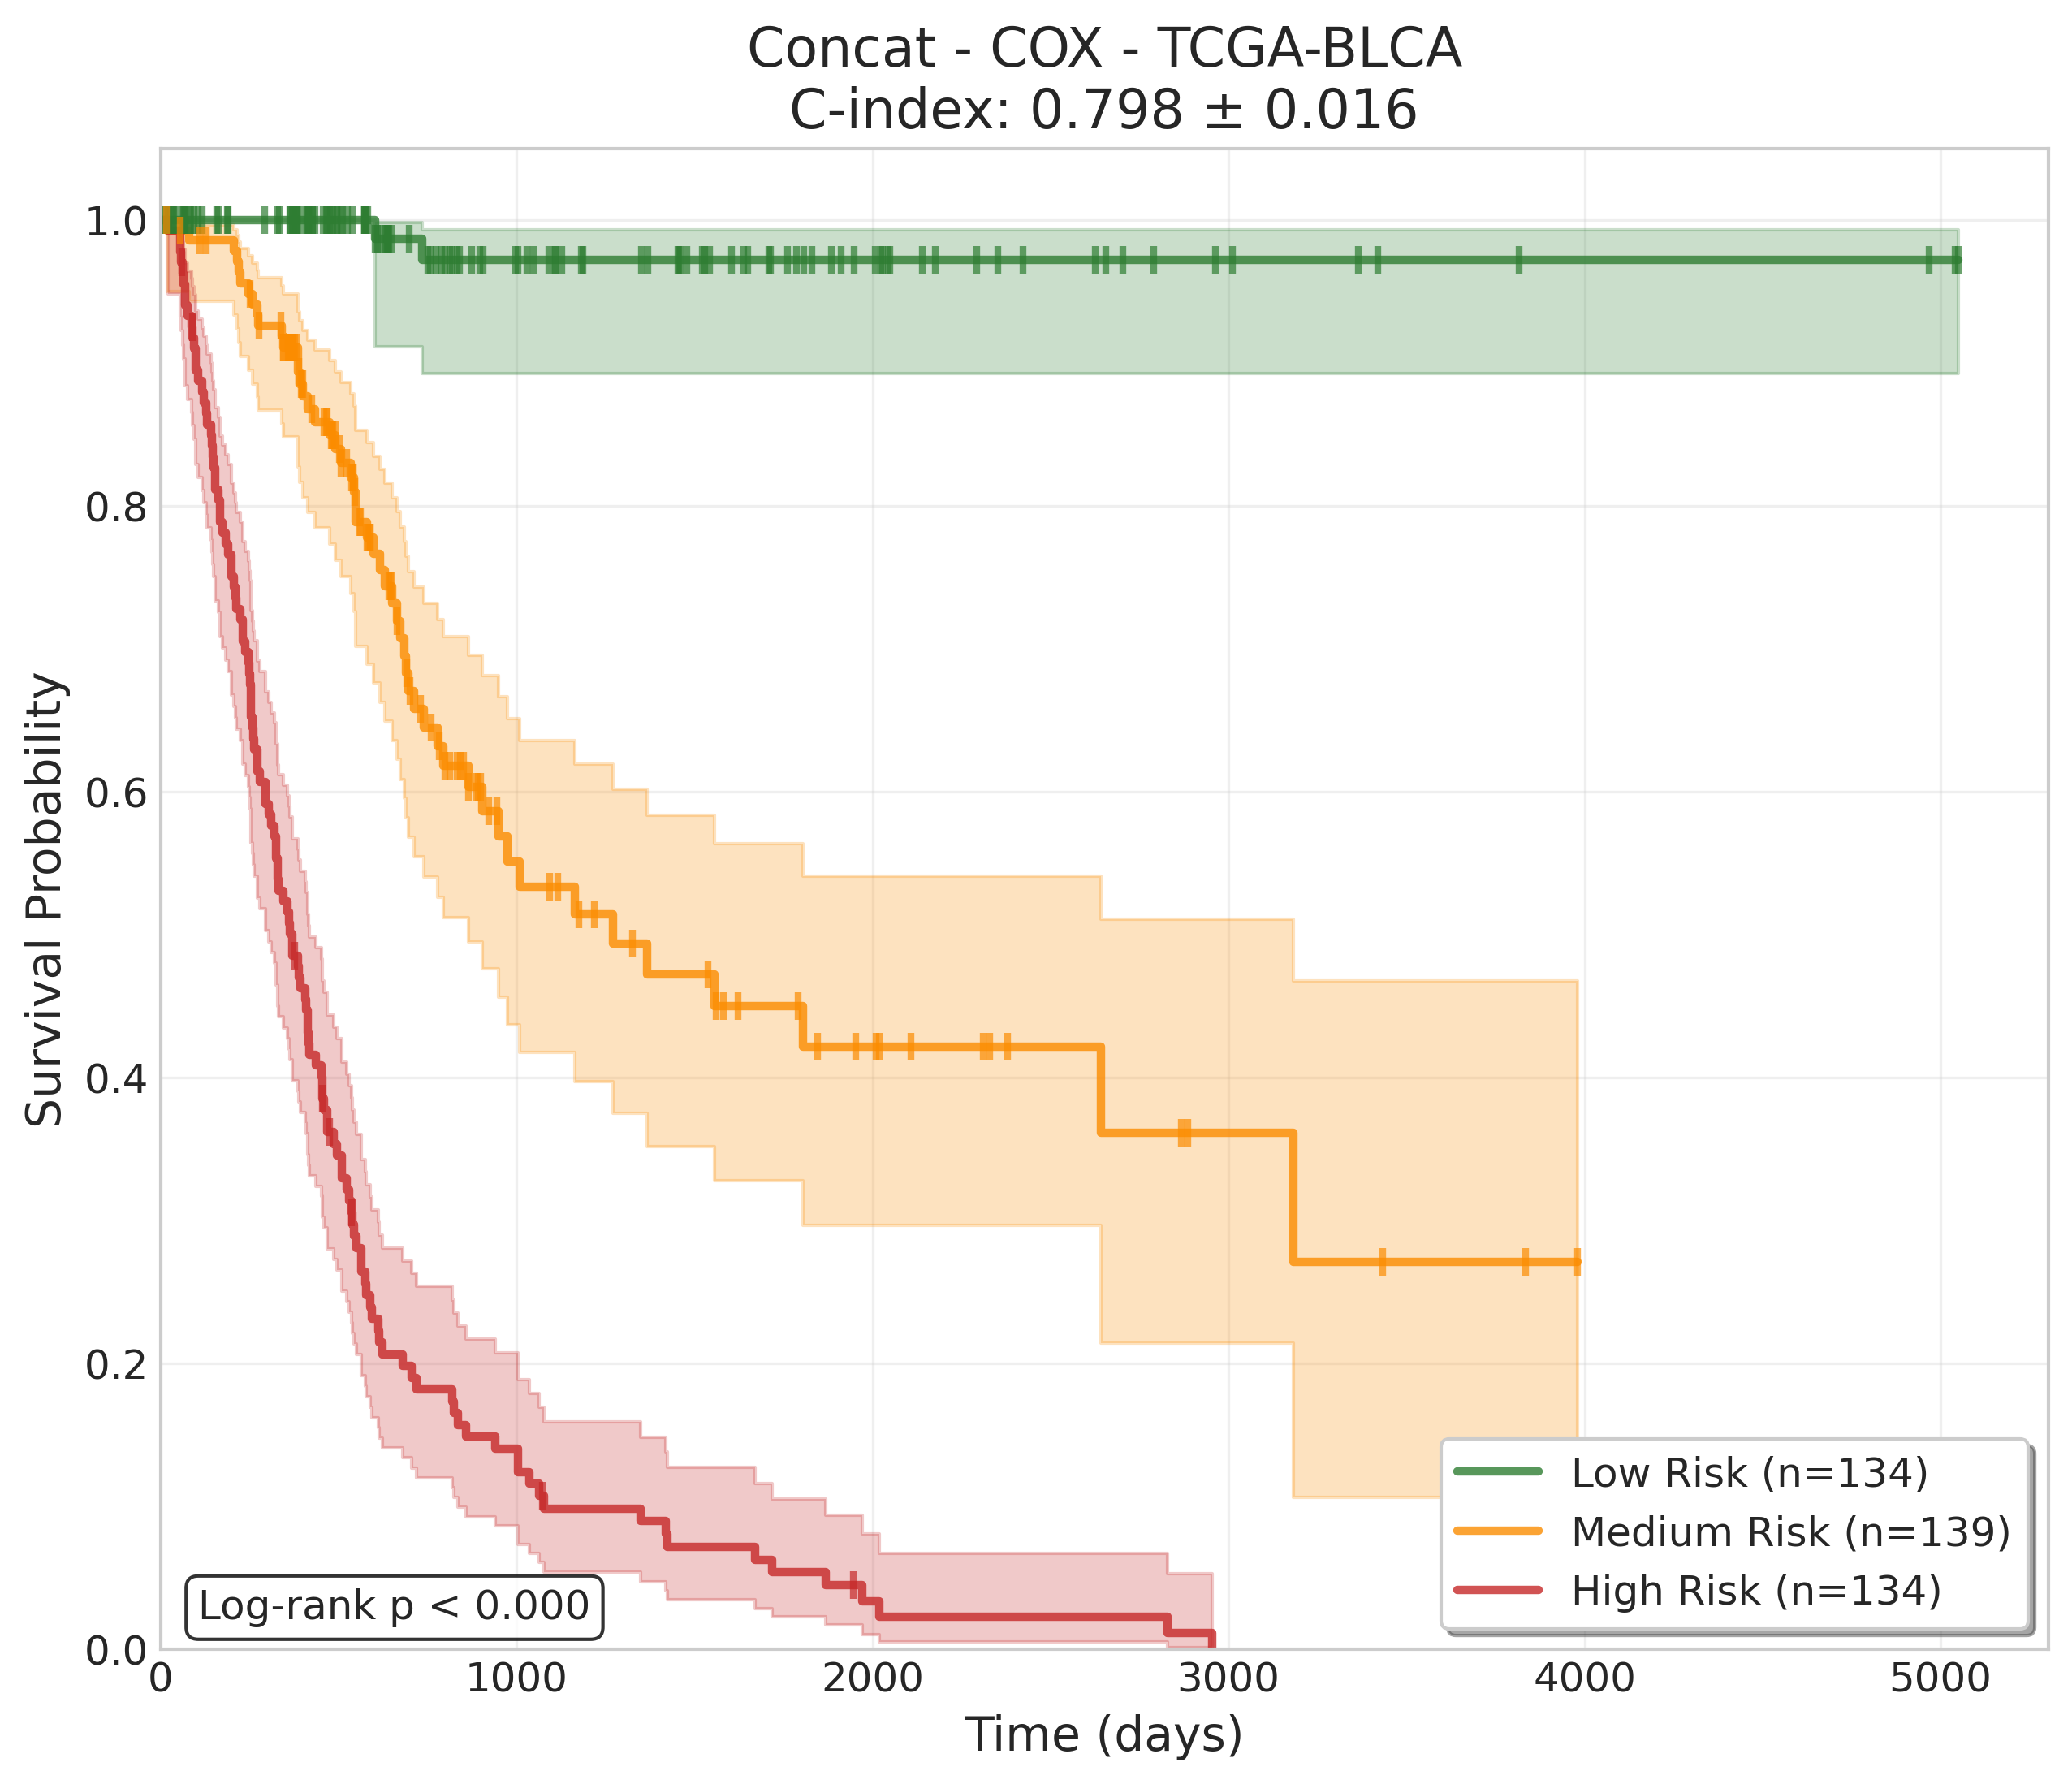 Concat - COX - TCGA-BLCA
C-index: 0.798 ± 0.016
Survival Probability
1.0
0.8
0.6
0.4
0.2
0.0
Log-rank p < 0.000
Low Risk (n=134)
Medium Risk (n=139)
High Risk (n=134)
0 1000 2000 3000 4000 5000
Time (days)